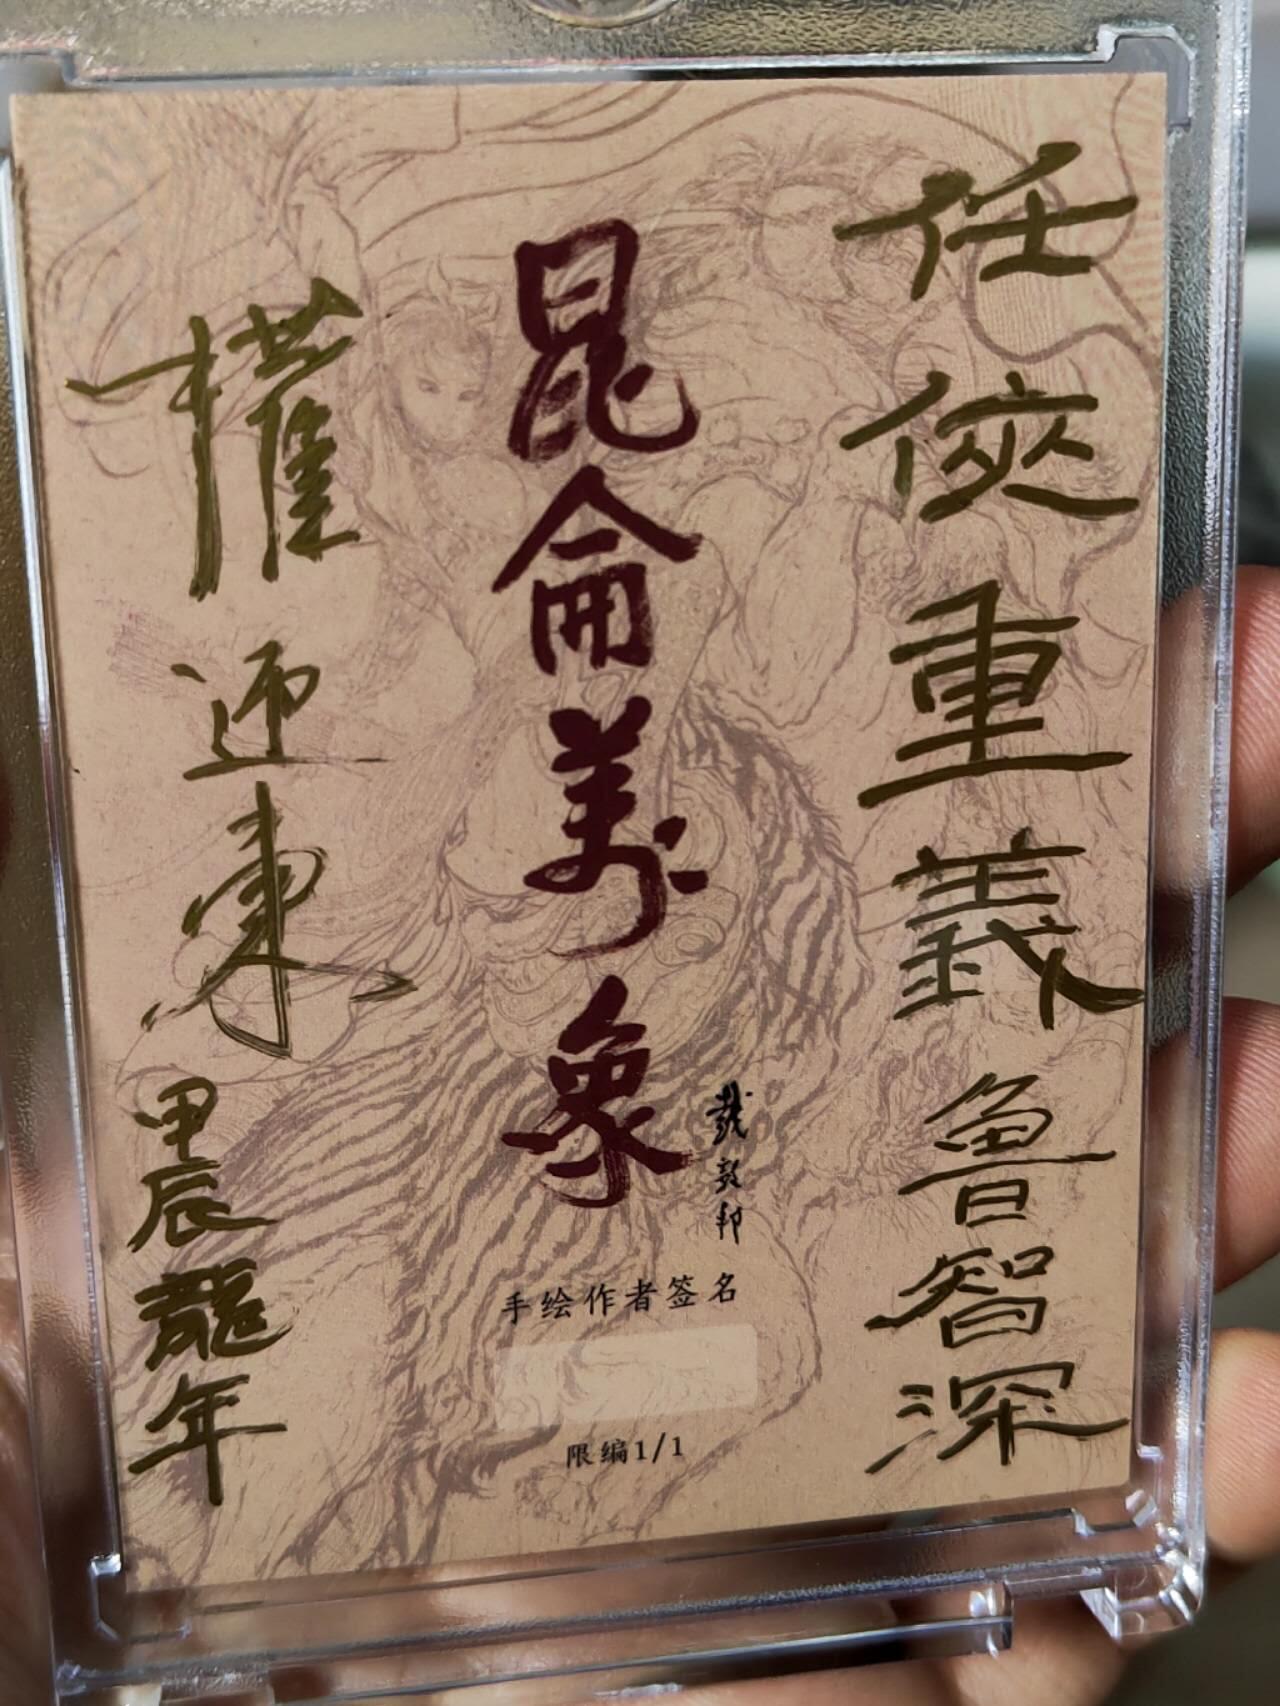 任俠重義魯智深
昆侖萬象
戴敦邦
權迎東
甲辰龍年
手绘作者签名
限编1/1